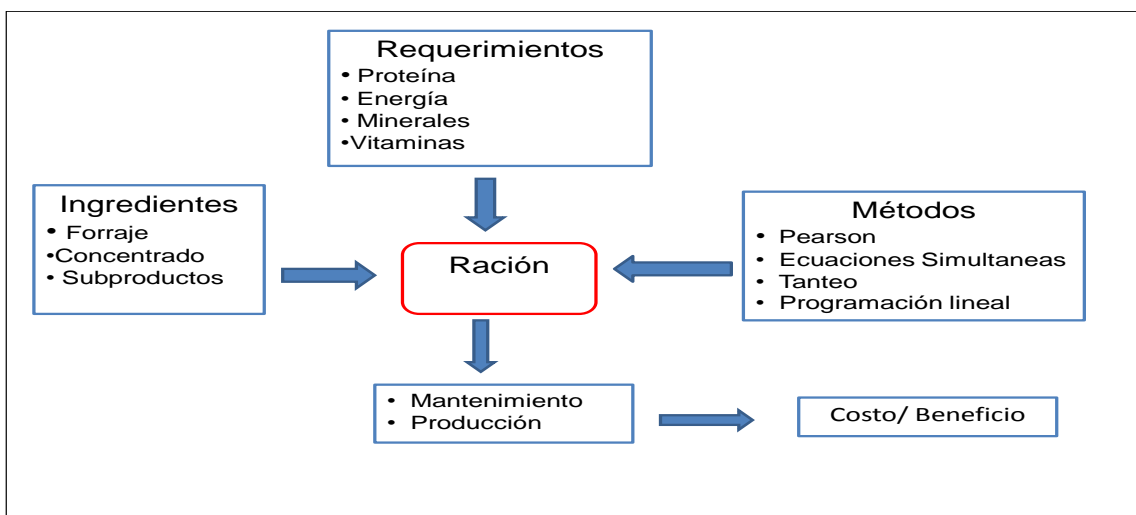 Requerimientos
• Proteína
• Energía
• Minerales
•Vitaminas
Ingredientes
• Forraje
•Concentrado
• Subproductos
Ración
Métodos
• Pearson
• Ecuaciones Simultaneas
• Tanteo
• Programación lineal
• Mantenimiento
• Producción
Costo/ Beneficio